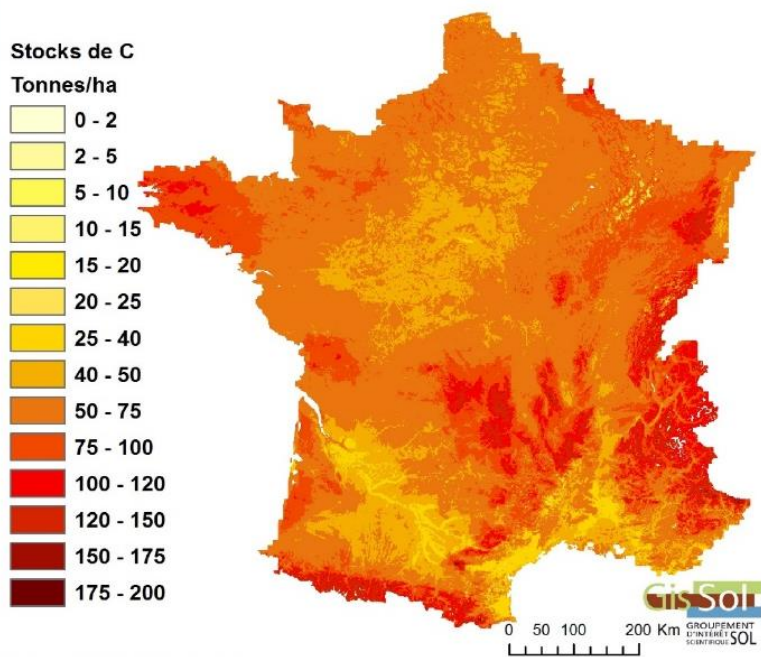 Stocks de C
Tonnes/ha
0 - 2
2 - 5
5 - 10
10 - 15
15 - 20
20 - 25
25 - 40
40 - 50
50 - 75
75 - 100
100 - 120
120 - 150
150 - 175
175 - 200
0 50 100 200 Km
GisSol
GROUPEMENT
D'INTÉRÊT
SCIENTIFIQUE SOL